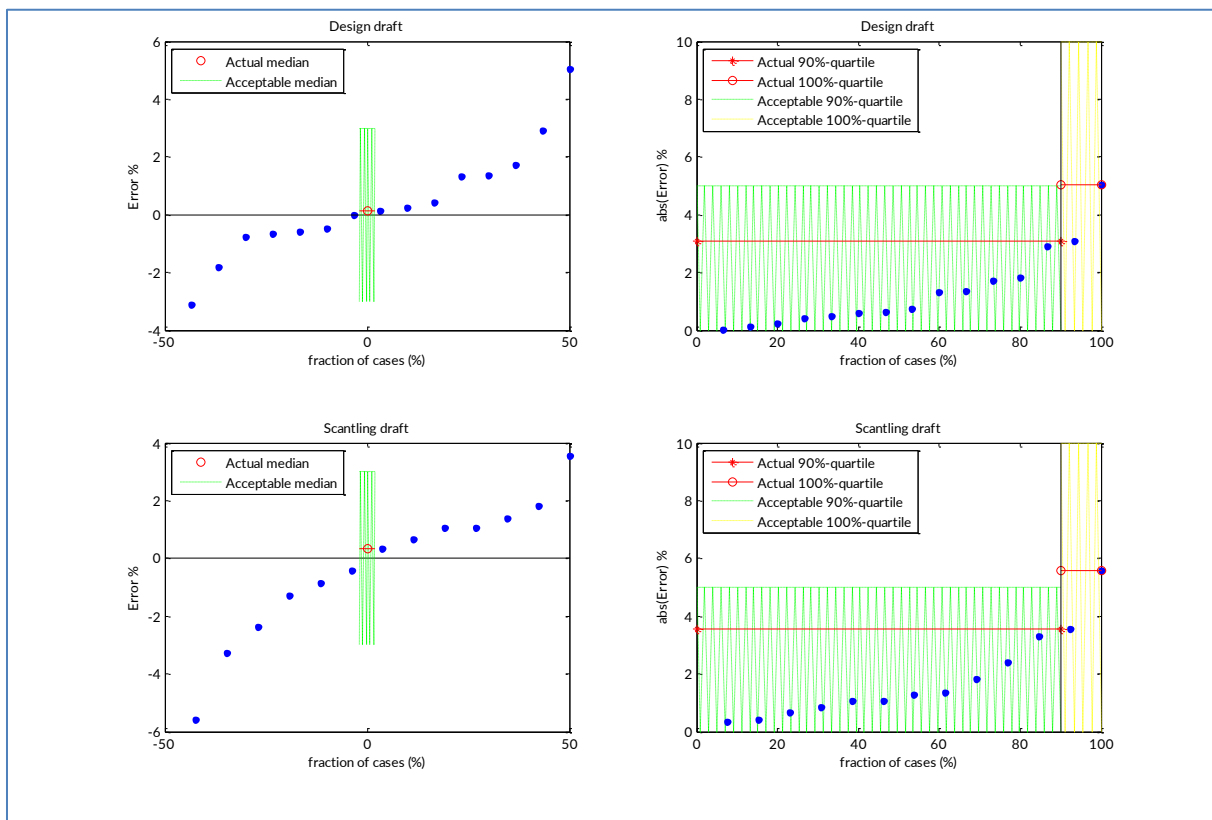 Design draft
6
4
2
0
-2
-4
Error %
Actual median
Acceptable median
-50
0
50
fraction of cases (%)
Design draft
10
8
6
4
2
0
abs(Error) %
Actual 90%-quartile
Actual 100%-quartile
Acceptable 90%-quartile
Acceptable 100%-quartile
0
20
40
60
80
100
fraction of cases (%)
Scantling draft
4
2
0
-2
-4
-6
Error %
Actual median
Acceptable median
-50
0
50
fraction of cases (%)
Scantling draft
10
8
6
4
2
0
abs(Error) %
Actual 90%-quartile
Actual 100%-quartile
Acceptable 90%-quartile
Acceptable 100%-quartile
0
20
40
60
80
100
fraction of cases (%)